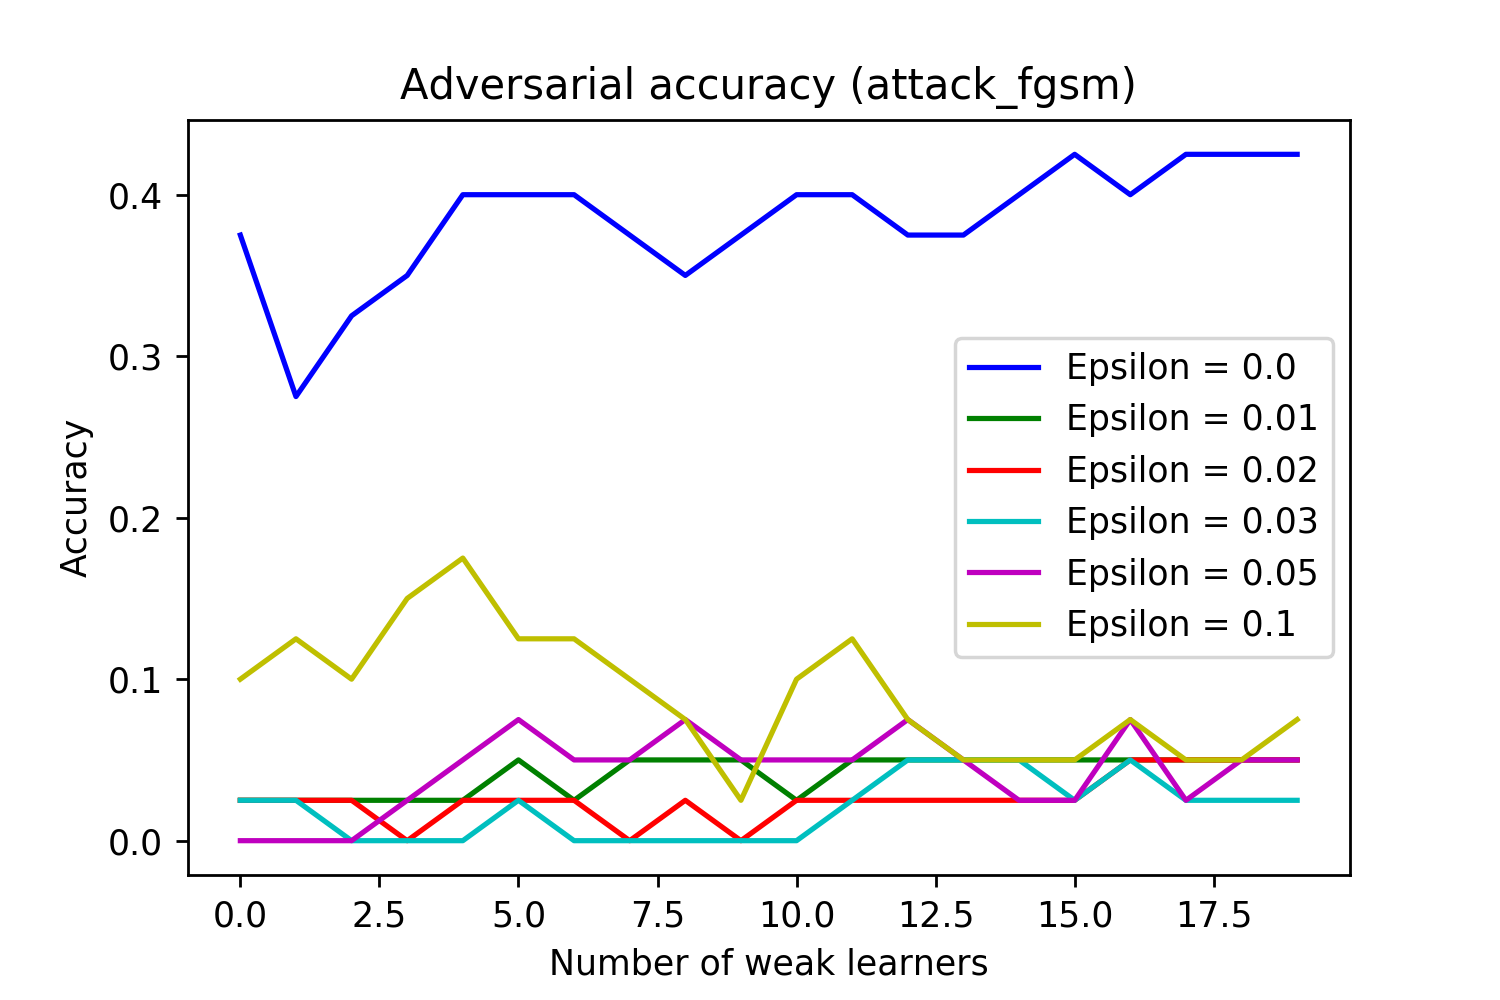 Adversarial accuracy (attack_fgsm)
Accuracy
0.4
0.3
0.2
0.1
0.0
Epsilon = 0.0
Epsilon = 0.01
Epsilon = 0.02
Epsilon = 0.03
Epsilon = 0.05
Epsilon = 0.1
0.0 2.5 5.0 7.5 10.0 12.5 15.0 17.5
Number of weak learners